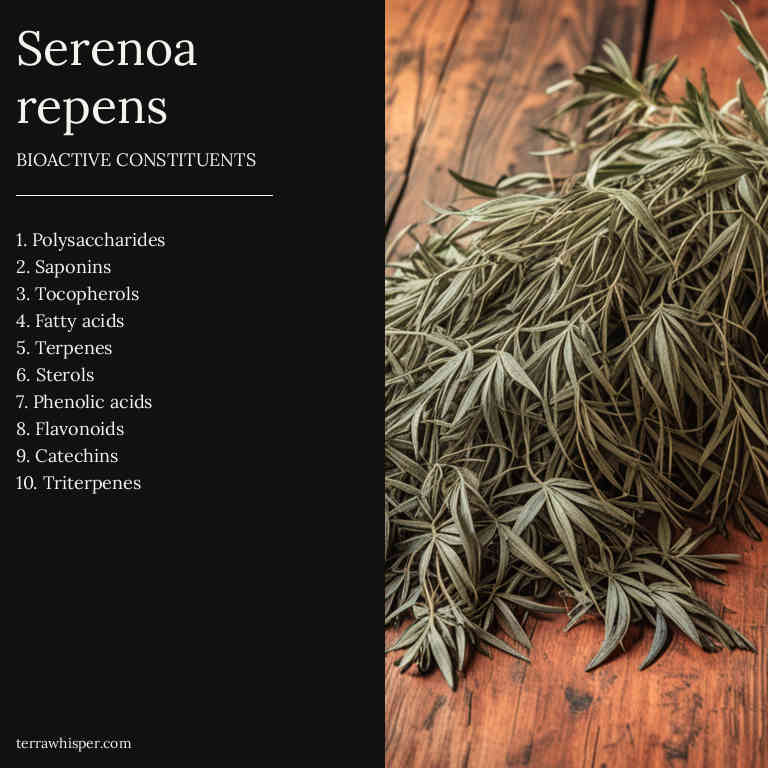 Serenoa
repens
BIOACTIVE CONSTITUENTS
1. Polysaccharides
2. Saponins
3. Tocopherols
4. Fatty acids
5. Terpenes
6. Sterols
7. Phenolic acids
8. Flavonoids
9. Catechins
10. Triterpenes
terrawhisper.com